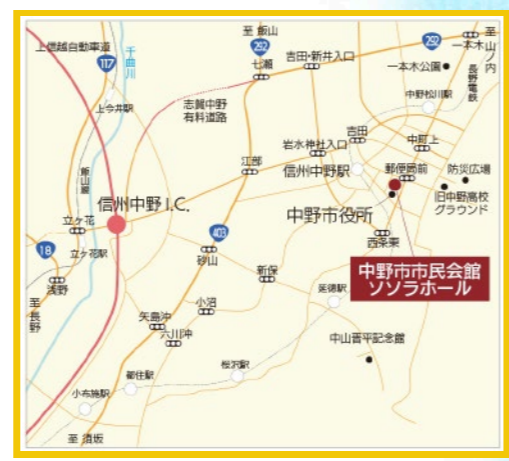 至 飯山
至 山ノ内
上信越自動車道
千曲川
292
292
一本木
吉田・新井入口
七瀬
117
一本木公園
長野電鉄
中野松川駅
上今井駅
志賀中野
有料道路
吉田
中町上
岩水神社入口
江部
信州中野駅
郵便局前
防災広場
飯山線
信州中野 I.C.
旧中野高校
グラウンド
中野市役所
立ヶ花
403
西条東
18
立ヶ花駅
砂山
新保
中野市市民会館
ソソラホール
浅野
延徳駅
至 長野
小沼
矢島沖
六川沖
中山晋平記念館
桜沢駅
都住駅
小布施駅
至 須坂